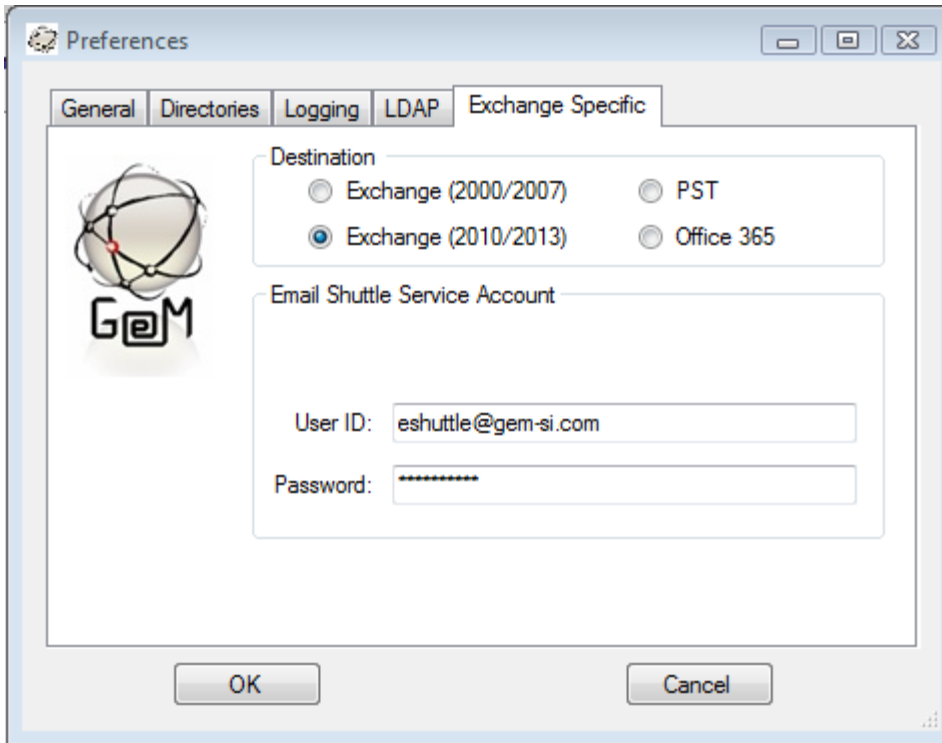 Preferences
General Directories Logging LDAP Exchange Specific
Destination
Exchange (2000/2007) PST
Exchange (2010/2013) Office 365
G@M
Email Shuttle Service Account
User ID: eshuttle@gem-si.com
Password: **********
OK Cancel